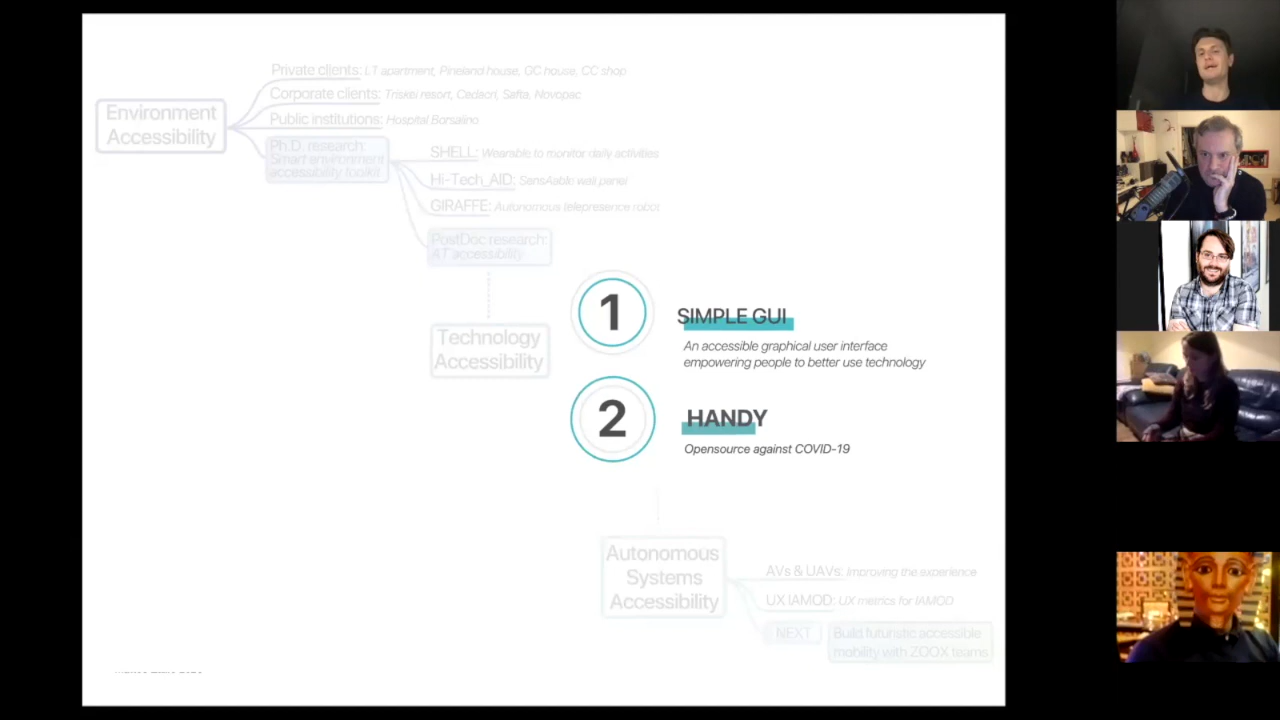 Environment
Accessibility
Private clients: LT apartment, Pineland house, GC house, CC shop
Corporate clients: Triskel resort, Cedacri, Safta, Novopac
Public institutions: Hospital Borsalino
Ph.D. research:
Smart environment
accessibility toolkit
SHELL: Wearable to monitor daily activities
Hi-Tech_AID: SensAable wall panel
GIRAFFE: Autonomous telepresence robot
PostDoc research:
AT accessibility
Technology
Accessibility
1
SIMPLE GUI
An accessible graphical user interface
empowering people to better use technology
2
HANDY
Opensource against COVID-19
Autonomous
Systems
Accessibility
AVs & UAVs: Improving the experience
UX IAMOD: UX metrics for IAMOD
NEXT
Build futuristic accessible
mobility with ZOOX teams